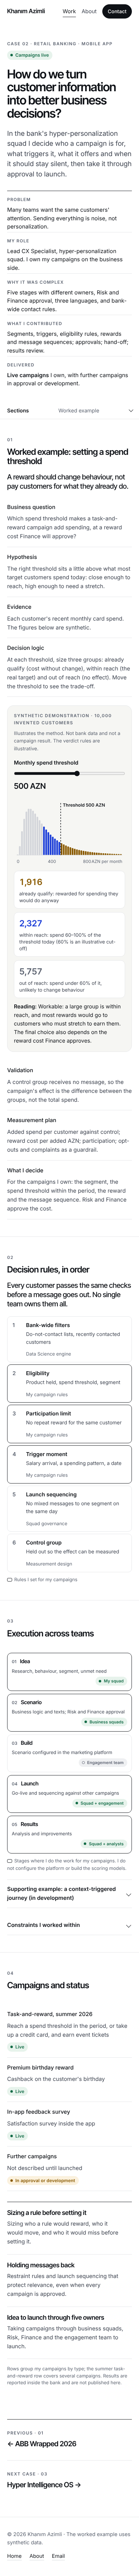 Khanım Azimli
Work About Contact
CASE 02 · RETAIL BANKING · MOBILE APP
Campaigns live
How do we turn
customer information
into better business
decisions?
In the bank's hyper-personalization
squad I decide who a campaign is for,
what triggers it, what it offers and when
it should stay silent, then take it through
approval to launch.
PROBLEM
Many teams want the same customers'
attention. Sending everything is noise, not
personalization.
MY ROLE
Lead CX Specialist, hyper-personalization
squad. I own my campaigns on the business
side.
WHY IT WAS COMPLEX
Five stages with different owners, Risk and
Finance approval, three languages, and bank-
wide contact rules.
WHAT I CONTRIBUTED
Segments, triggers, eligibility rules, rewards
and message sequences; approvals; hand-off;
results review.
DELIVERED
Live campaigns I own, with further campaigns
in approval or development.
Sections Worked example
01
Worked example: setting a spend
threshold
A reward should change behaviour, not
pay customers for what they already do.
Business question
Which spend threshold makes a task-and-
reward campaign worth sending, at a reward
cost Finance will approve?
Hypothesis
The right threshold sits a little above what most
target customers spend today: close enough to
reach, high enough to need a stretch.
Evidence
Each customer's recent monthly card spend.
The figures below are synthetic.
Decision logic
At each threshold, size three groups: already
qualify (cost without change), within reach (the
real target) and out of reach (no effect). Move
the threshold to see the trade-off.
SYNTHETIC DEMONSTRATION · 10,000
INVENTED CUSTOMERS
Illustrates the method. Not bank data and not a
campaign result. The verdict rules are
illustrative.
Monthly spend threshold
500 AZN
Threshold 500 AZN
0 400 800 AZN per month
1,916
already qualify: rewarded for spending they
would do anyway
2,327
within reach: spend 60–100% of the
threshold today (60% is an illustrative cut-
off)
5,757
out of reach: spend under 60% of it,
unlikely to change behaviour
Reading: Workable: a large group is within
reach, and most rewards would go to
customers who must stretch to earn them.
The final choice also depends on the
reward cost Finance approves.
Validation
A control group receives no message, so the
campaign's effect is the difference between the
groups, not the total spend.
Measurement plan
Added spend per customer against control;
reward cost per added AZN; participation; opt-
outs and complaints as a guardrail.
What I decide
For the campaigns I own: the segment, the
spend threshold within the period, the reward
and the message sequence. Risk and Finance
approve the cost.
02
Decision rules, in order
Every customer passes the same checks
before a message goes out. No single
team owns them all.
1 Bank-wide filters
Do-not-contact lists, recently contacted
customers
Data Science engine
2 Eligibility
Product held, spend threshold, segment
My campaign rules
3 Participation limit
No repeat reward for the same customer
My campaign rules
4 Trigger moment
Salary arrival, a spending pattern, a date
My campaign rules
5 Launch sequencing
No mixed messages to one segment on
the same day
Squad governance
6 Control group
Held out so the effect can be measured
Measurement design
Rules I set for my campaigns
03
Execution across teams
01 Idea
Research, behaviour, segment, unmet need
My squad
02 Scenario
Business logic and tests; Risk and Finance approval
Business squads
03 Build
Scenario configured in the marketing platform
Engagement team
04 Launch
Go-live and sequencing against other campaigns
Squad + engagement
05 Results
Analysis and improvements
Squad + analysts
Stages where I do the work for my campaigns. I do
not configure the platform or build the scoring models.
Supporting example: a context-triggered
journey (in development)
Constraints I worked within
04
Campaigns and status
Task-and-reward, summer 2026
Reach a spend threshold in the period, or take
up a credit card, and earn event tickets
Live
Premium birthday reward
Cashback on the customer's birthday
Live
In-app feedback survey
Satisfaction survey inside the app
Live
Further campaigns
Not described until launched
In approval or development
Sizing a rule before setting it
Sizing who a rule would reward, who it
would move, and who it would miss before
setting it.
Holding messages back
Restraint rules and launch sequencing that
protect relevance, even when every
campaign is approved.
Idea to launch through five owners
Taking campaigns through business squads,
Risk, Finance and the engagement team to
launch.
Rows group my campaigns by type; the summer task-
and-reward row covers several campaigns. Results are
reported inside the bank and are not published here.
PREVIOUS · 01
← ABB Wrapped 2026
NEXT CASE · 03
Hyper Intelligence OS →
© 2026 Khanım Azimli · The worked example uses
synthetic data.
Home About Email